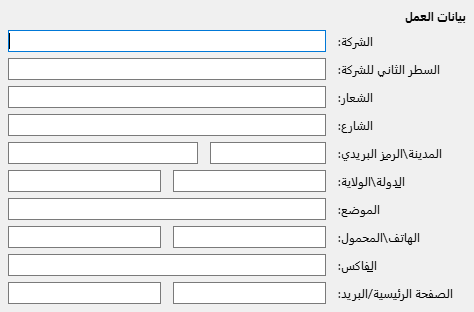 بيانات العمل
الشركة:
السطر الثاني للشركة:
الشعار:
الشارع:
المدينة\الرمز البريدي:
الدولة\الولاية:
الموضع:
الهاتف\المحمول:
الفاكس:
الصفحة الرئيسية/البريد: